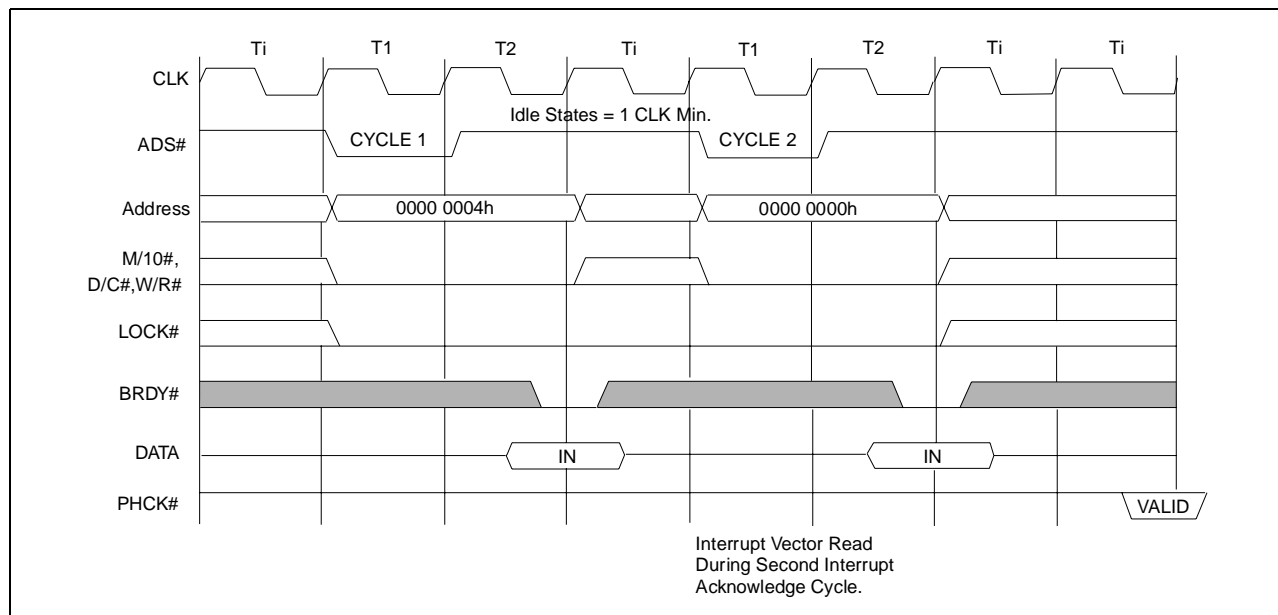 Ti T1 T2 Ti T1 T2 Ti Ti
CLK
Idle States = 1 CLK Min.
ADS# CYCLE 1 CYCLE 2
Address 0000 0004h 0000 0000h
M/10#,
D/C#,W/R#
LOCK#
BRDY#
DATA IN IN
PHCK# VALID
Interrupt Vector Read
During Second Interrupt
Acknowledge Cycle.